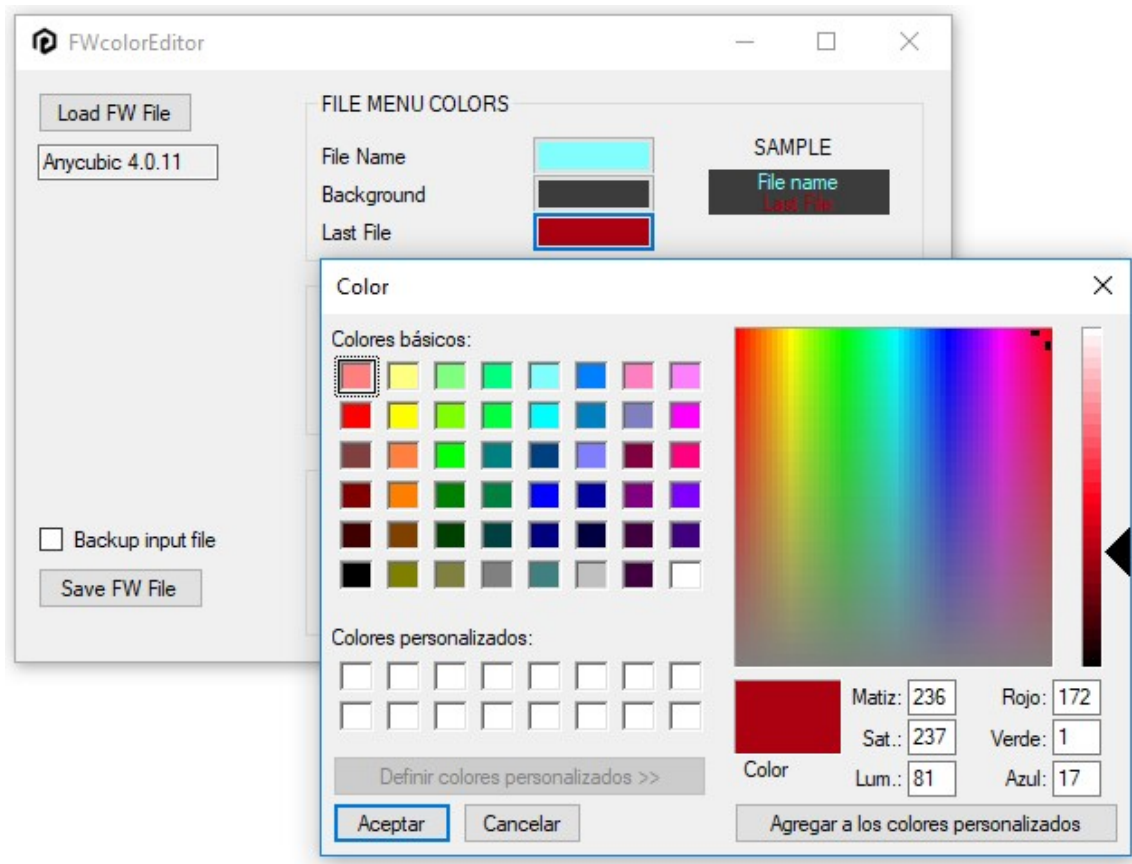 FWcolorEditor
Load FW File
Anycubic 4.0.11
FILE MENU COLORS
File Name
Background
Last File
SAMPLE
File name
Last File
Backup input file
Save FW File
Color
Colores básicos:
Colores personalizados:
Definir colores personalizados >>
Aceptar
Cancelar
Color
Matiz: 236
Sat.: 237
Lum.: 81
Rojo: 172
Verde: 1
Azul: 17
Agregar a los colores personalizados